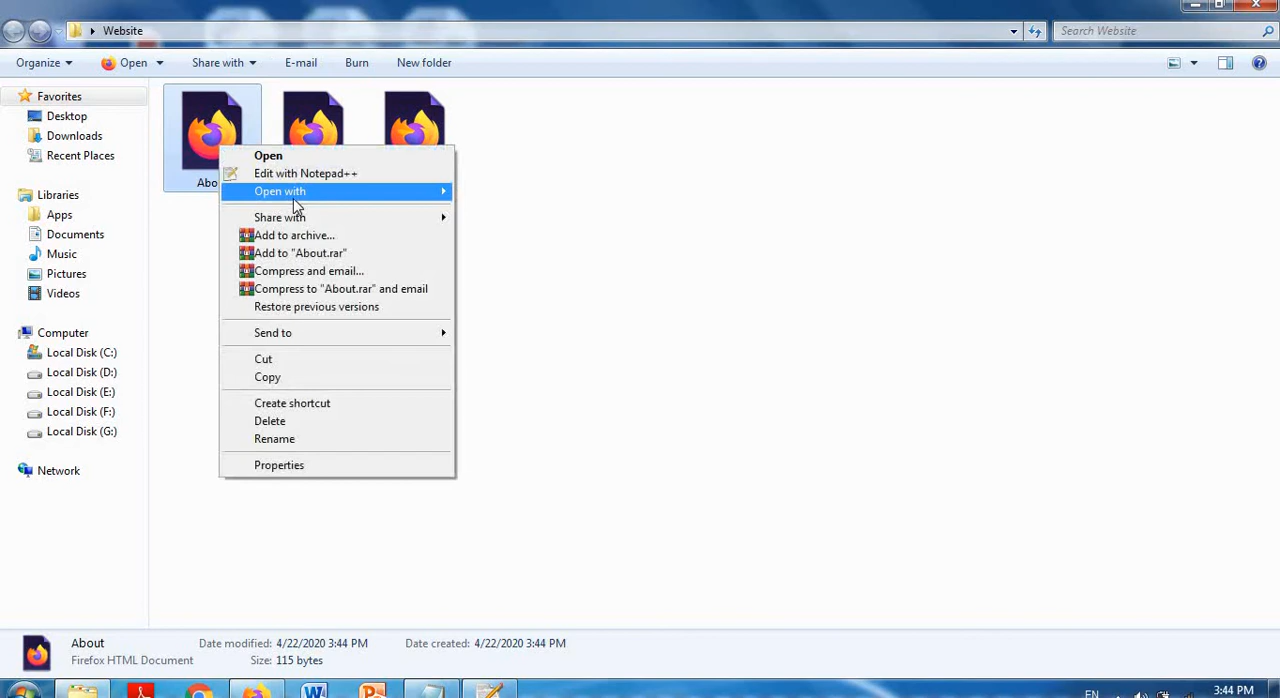 Website
Search Website
Organize
Open
Share with
E-mail
Burn
New folder
Favorites
Desktop
Downloads
Recent Places
Libraries
Apps
Documents
Music
Pictures
Videos
Computer
Local Disk (C:)
Local Disk (D:)
Local Disk (E:)
Local Disk (F:)
Local Disk (G:)
Network
Abo
Open
Edit with Notepad++
Open with
Share with
Add to archive...
Add to "About.rar"
Compress and email...
Compress to "About.rar" and email
Restore previous versions
Send to
Cut
Copy
Create shortcut
Delete
Rename
Properties
About
Date modified: 4/22/2020 3:44 PM
Date created: 4/22/2020 3:44 PM
Firefox HTML Document
Size: 115 bytes
EN
3:44 PM